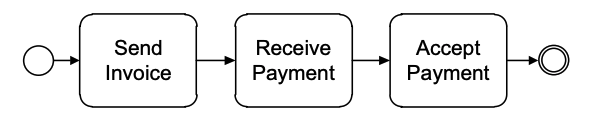 Send
Invoice
Receive
Payment
Accept
Payment